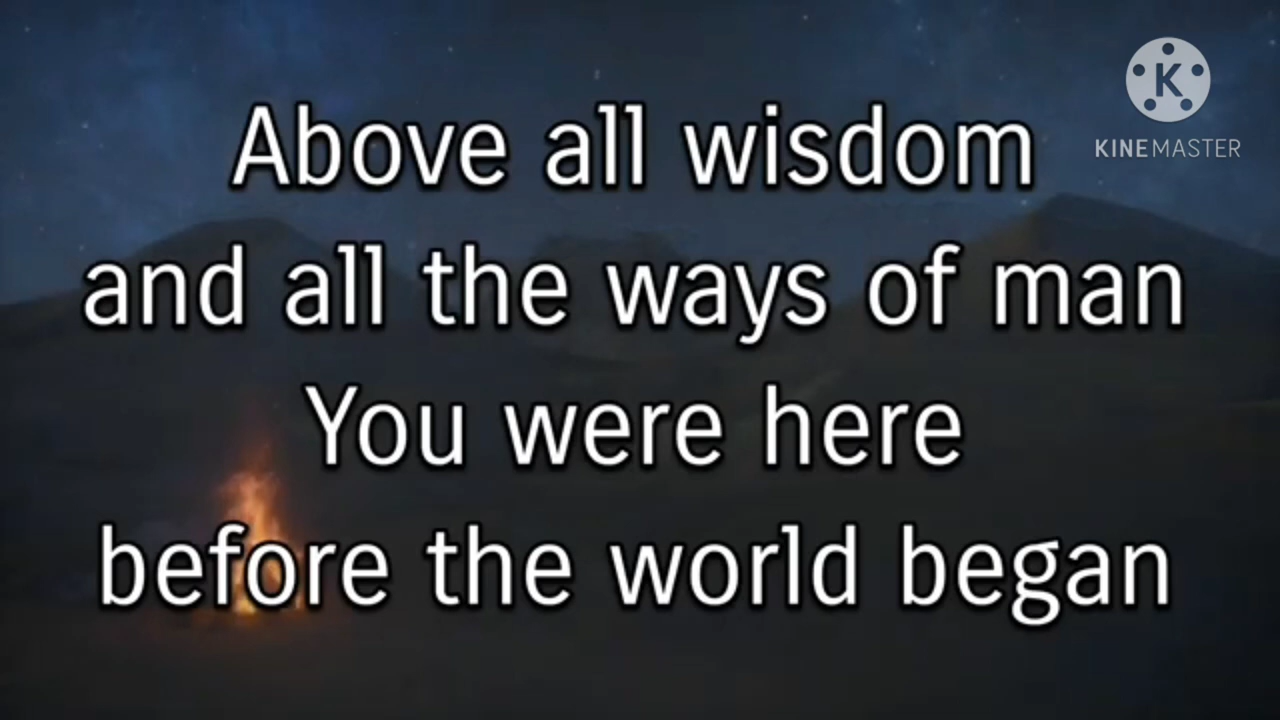 Above all wisdom
and all the ways of man
You were here
before the world began
K
KINEMASTER